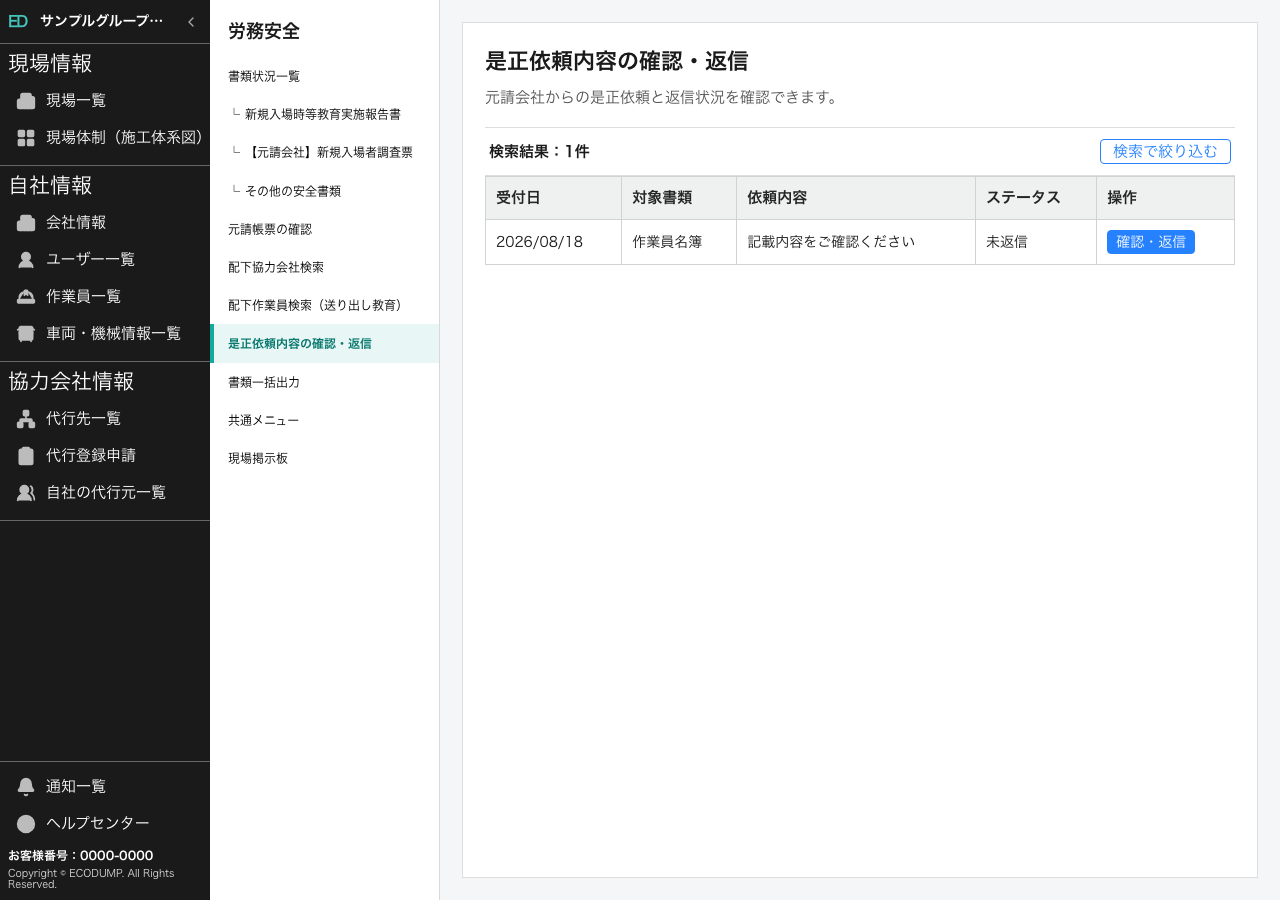 ED サンプルグループ…
現場情報
現場一覧
現場体制（施工体系図）
自社情報
会社情報
ユーザー一覧
作業員一覧
車両・機械情報一覧
協力会社情報
代行先一覧
代行登録申請
自社の代行元一覧
通知一覧
ヘルプセンター
お客様番号：0000-0000
Copyright © ECODUMP. All Rights
Reserved.
労務安全
書類状況一覧
└ 新規入場時等教育実施報告書
└ 【元請会社】新規入場者調査票
└ その他の安全書類
元請帳票の確認
配下協力会社検索
配下作業員検索（送り出し教育）
是正依頼内容の確認・返信
書類一括出力
共通メニュー
現場掲示板
是正依頼内容の確認・返信
元請会社からの是正依頼と返信状況を確認できます。
検索結果：1件 検索で絞り込む
受付日 対象書類 依頼内容 ステータス 操作
2026/08/18 作業員名簿 記載内容をご確認ください 未返信 確認・返信